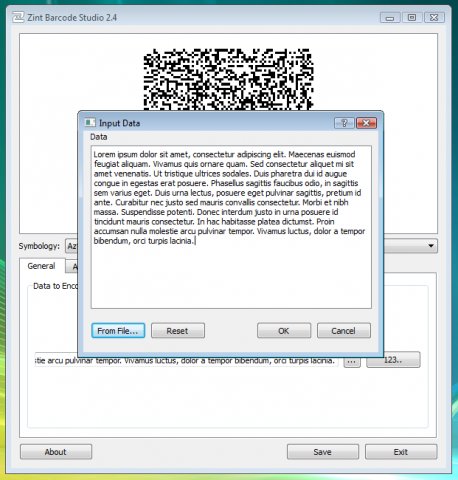 Zint Barcode Studio 2.4
Input Data
Data
Lorem ipsum dolor sit amet, consectetur adipiscing elit. Maecenas euismod
feugiat aliquam. Vivamus quis ornare quam. Sed consectetur aliquet mi sit
amet venenatis. Ut tristique ultrices sodales. Duis pharetra dui id augue
congue in egestas erat posuere. Phasellus sagittis faucibus odio, in sagittis
sem varius eget. Duis urna lectus, posuere eget pulvinar sagittis, pretium id
ante. Curabitur nec justo sed mauris convallis consectetur. Morbi et nibh
massa. Suspendisse potenti. Donec interdum justo in urna posuere id
tincidunt mauris consectetur. In hac habitasse platea dictumst. Proin
accumsan nulla molestie arcu pulvinar tempor. Vivamus luctus, dolor a tempor
bibendum, orci turpis lacinia.
From File... Reset OK Cancel
Symbology:
General
Data to Enco
stie arcu pulvinar tempor. Vivamus luctus, dolor a tempor bibendum, orci turpis lacinia. ... 123..
About Save Exit